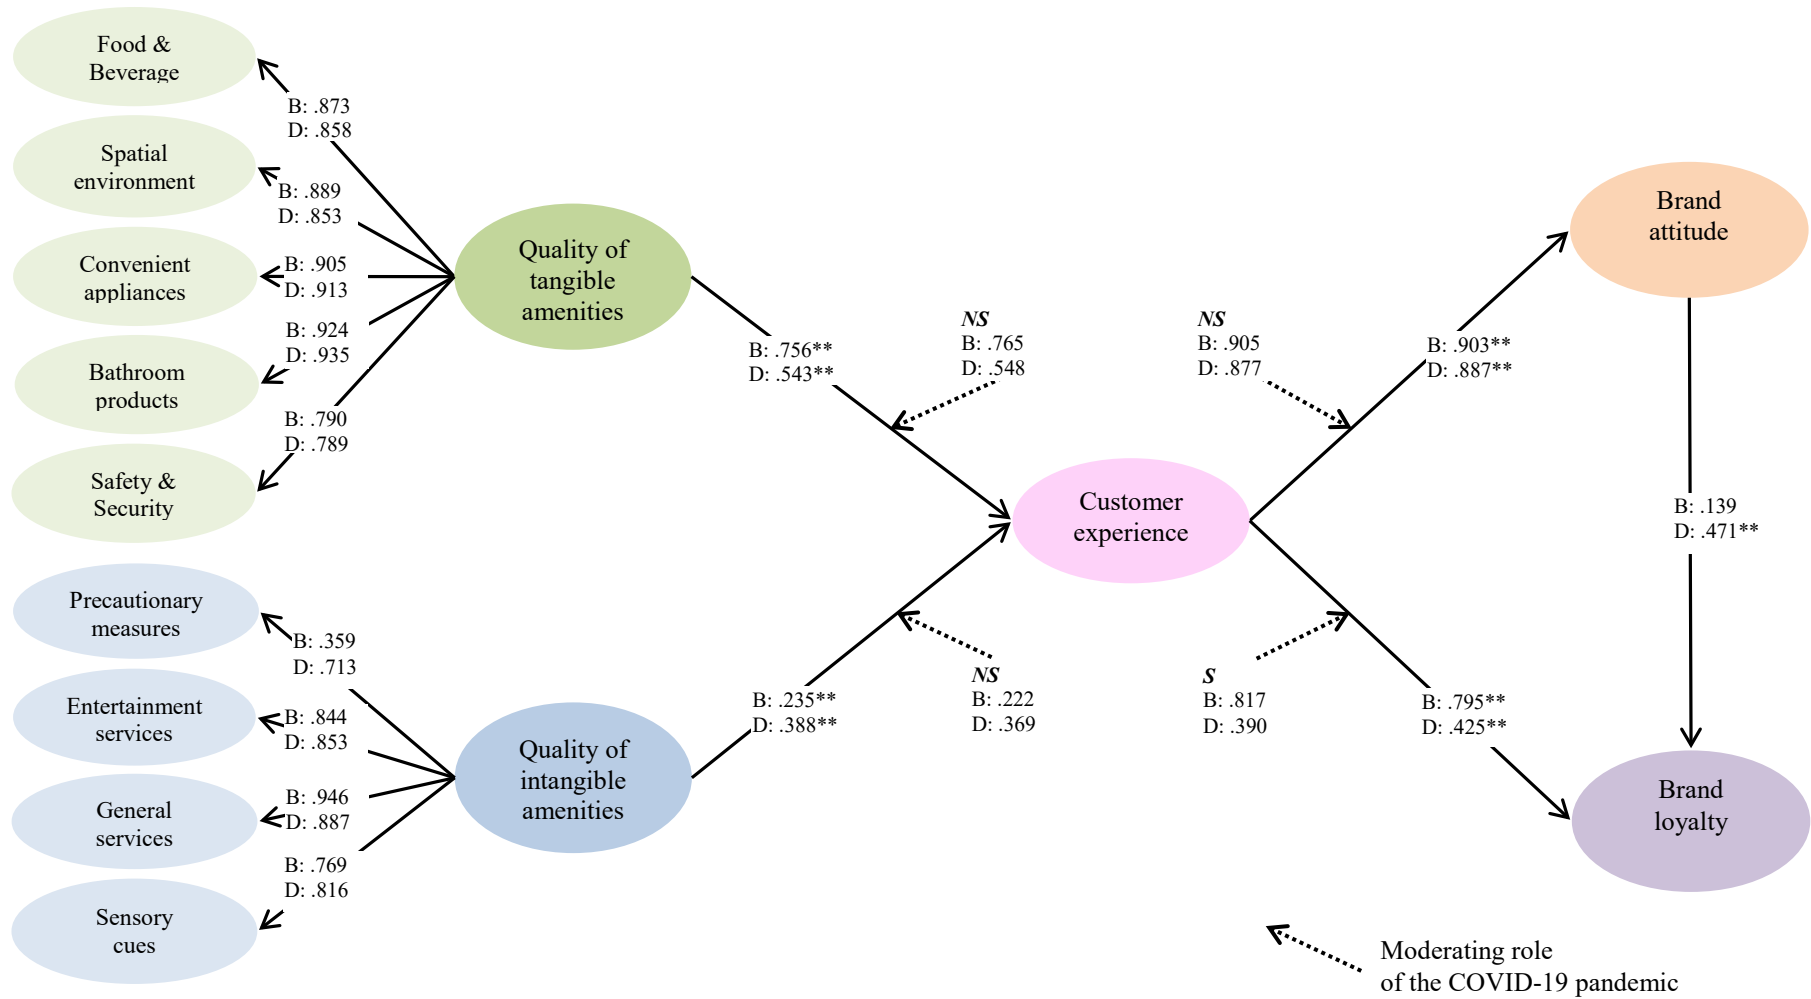 Food &
Beverage
B: .873
D: .858
Spatial
environment
B: .889
D: .853
Convenient
appliances
B: .905
D: .913
Bathroom
products
B: .924
D: .935
Safety &
Security
B: .790
D: .789
Quality of
tangible
amenities
Precautionary
measures
B: .359
D: .713
Entertainment
services
B: .844
D: .853
General
services
B: .946
D: .887
Sensory
cues
B: .769
D: .816
Quality of
intangible
amenities
B: .756**
D: .543**
NS
B: .765
D: .548
B: .235**
D: .388**
NS
B: .222
D: .369
Customer
experience
NS
B: .905
D: .877
B: .903**
D: .887**
S
B: .817
D: .390
B: .795**
D: .425**
Brand
attitude
B: .139
D: .471**
Brand
loyalty
Moderating role
of the COVID-19 pandemic